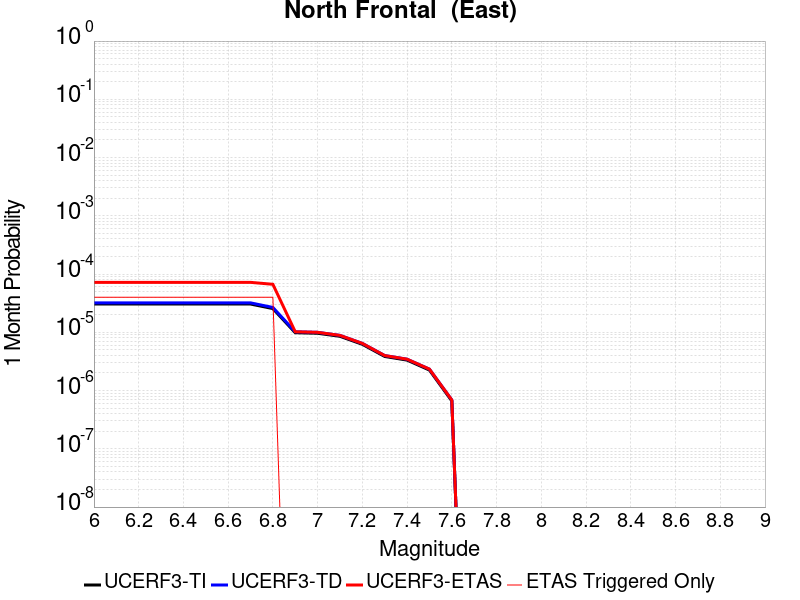 North Frontal  (East)
10^0
10^-1
10^-2
10^-3
10^-4
10^-5
10^-6
10^-7
10^-8
1 Month Probability
6 6.2 6.4 6.6 6.8 7 7.2 7.4 7.6 7.8 8 8.2 8.4 8.6 8.8 9
Magnitude
UCERF3-TI UCERF3-TD UCERF3-ETAS ETAS Triggered Only